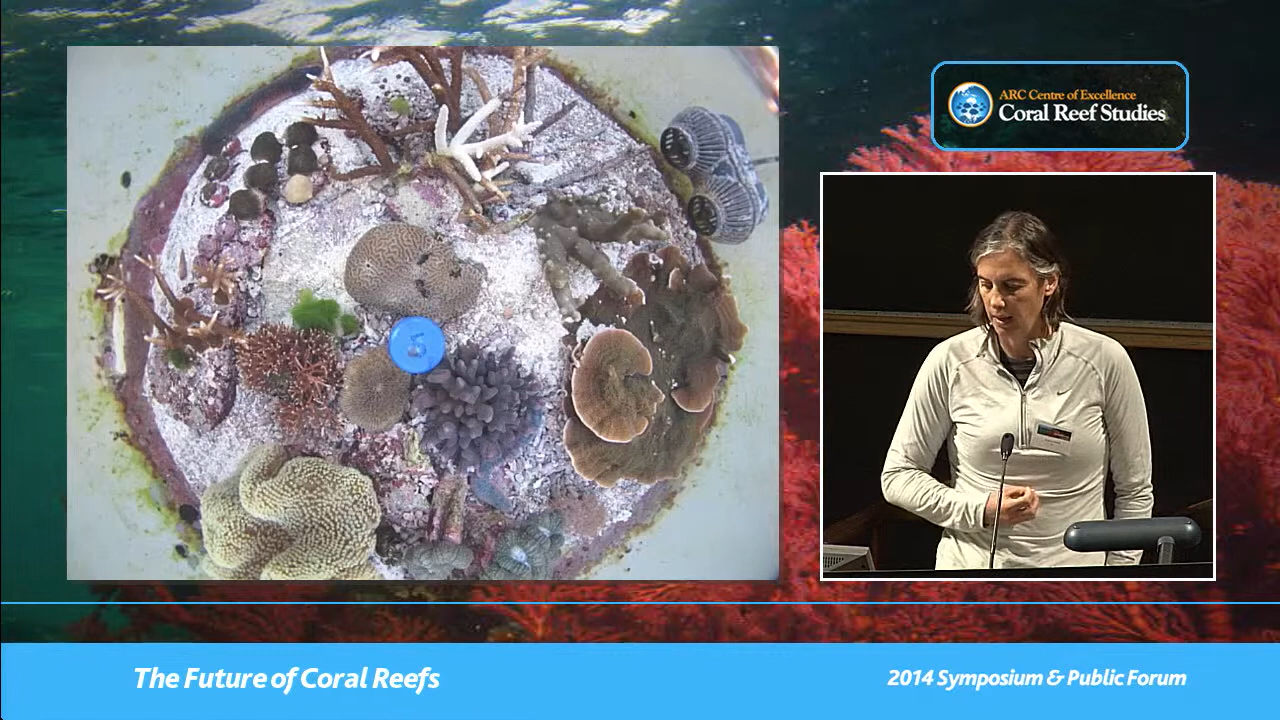 ARC Centre of Excellence
Coral Reef Studies
The Future of Coral Reefs
2014 Symposium & Public Forum